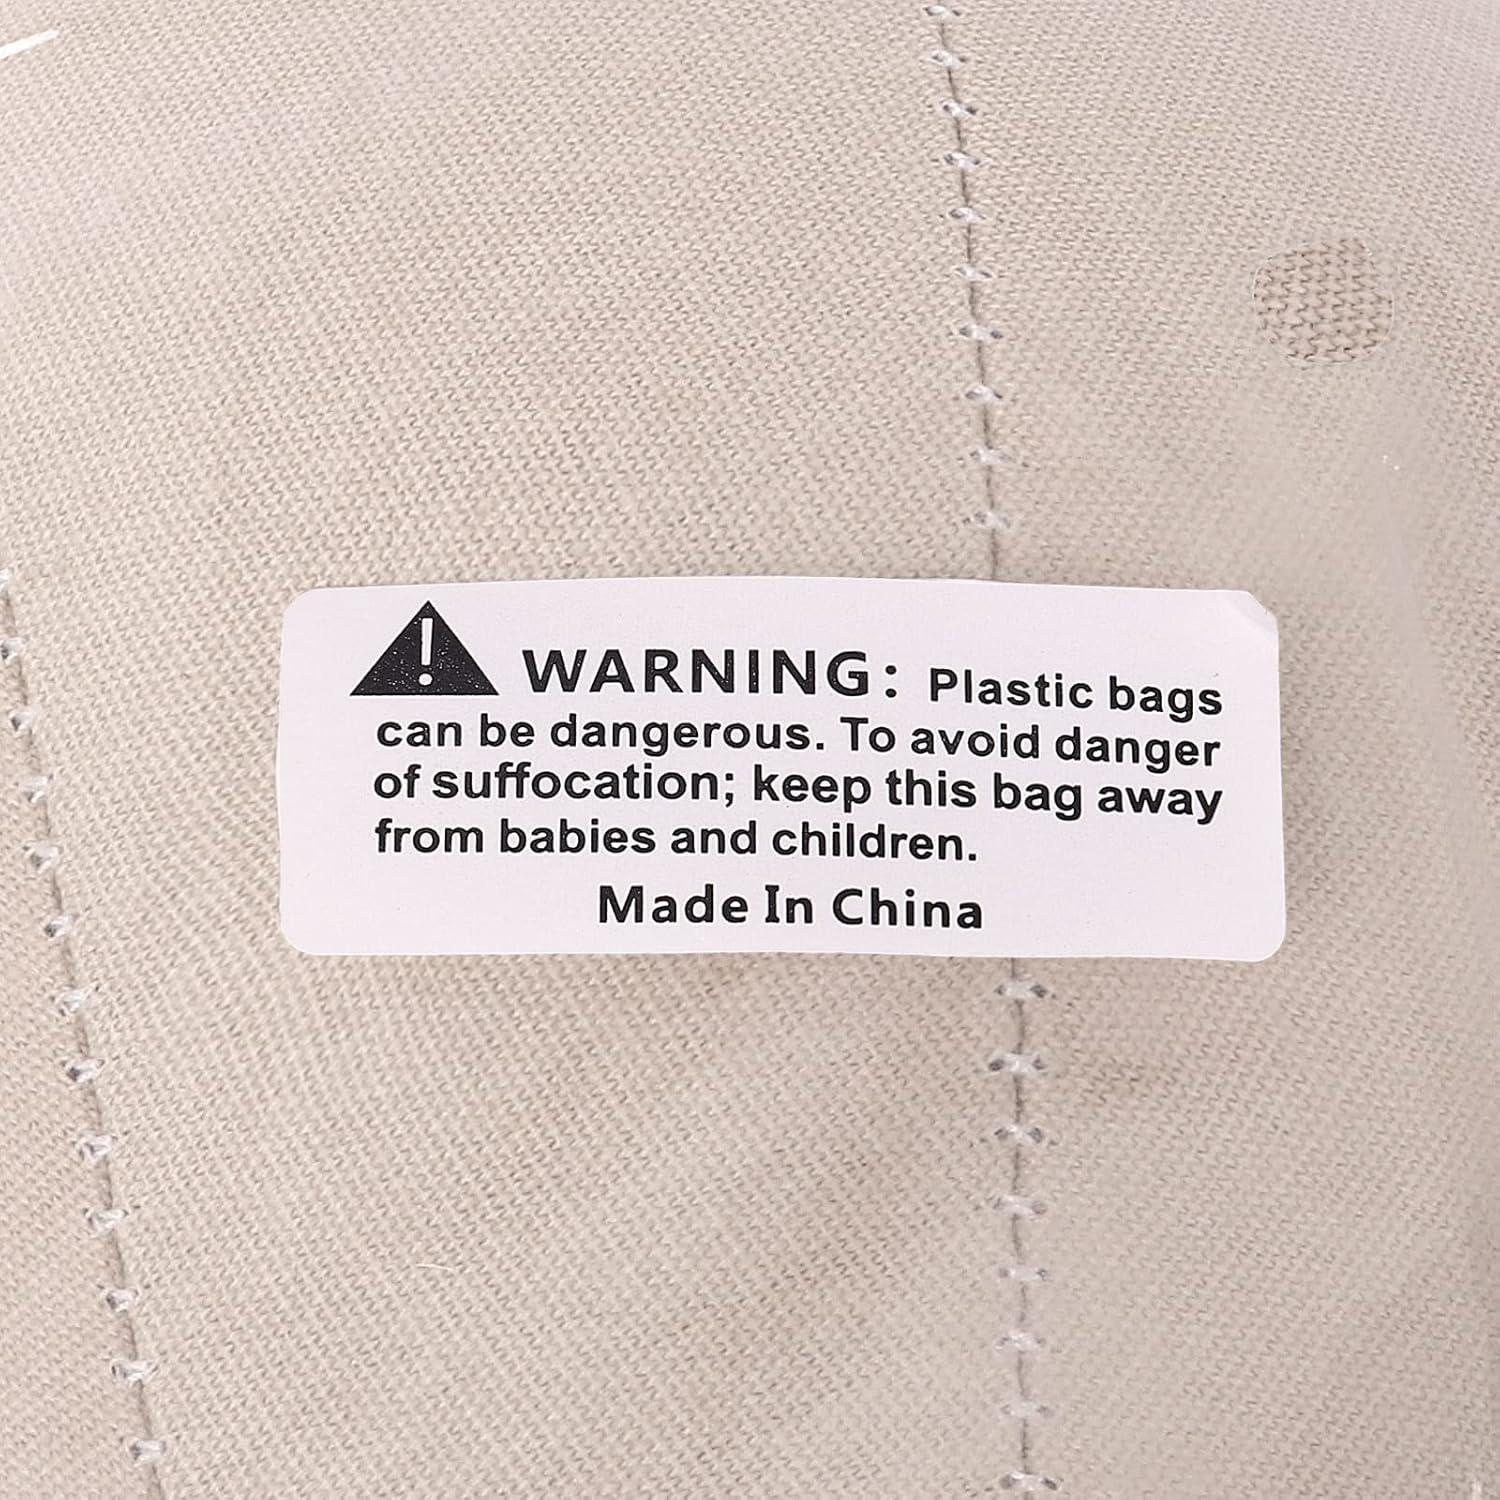 WARNING: Plastic bags
can be dangerous. To avoid danger
of suffocation; keep this bag away
from babies and children.
Made In China